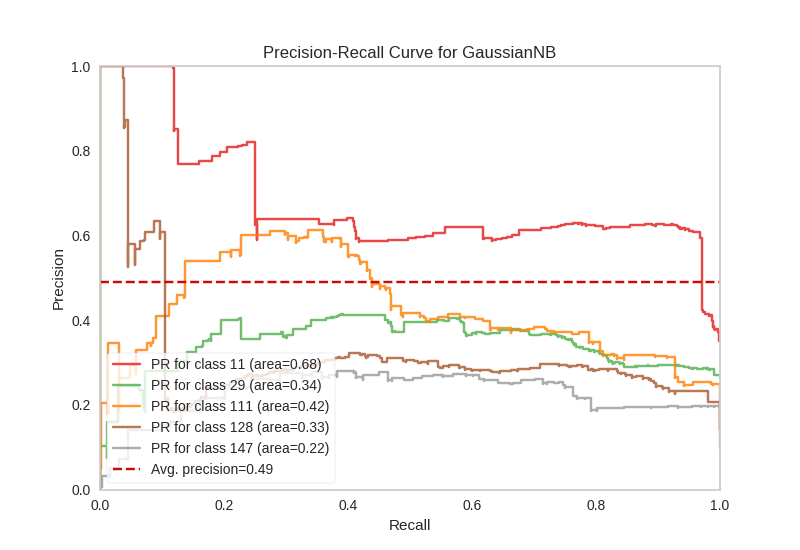 Precision-Recall Curve for GaussianNB
1.0
0.8
0.6
0.4
0.2
0.0
Precision
PR for class 11 (area=0.68)
PR for class 29 (area=0.34)
PR for class 111 (area=0.42)
PR for class 128 (area=0.33)
PR for class 147 (area=0.22)
Avg. precision=0.49
0.0 0.2 0.4 0.6 0.8 1.0
Recall